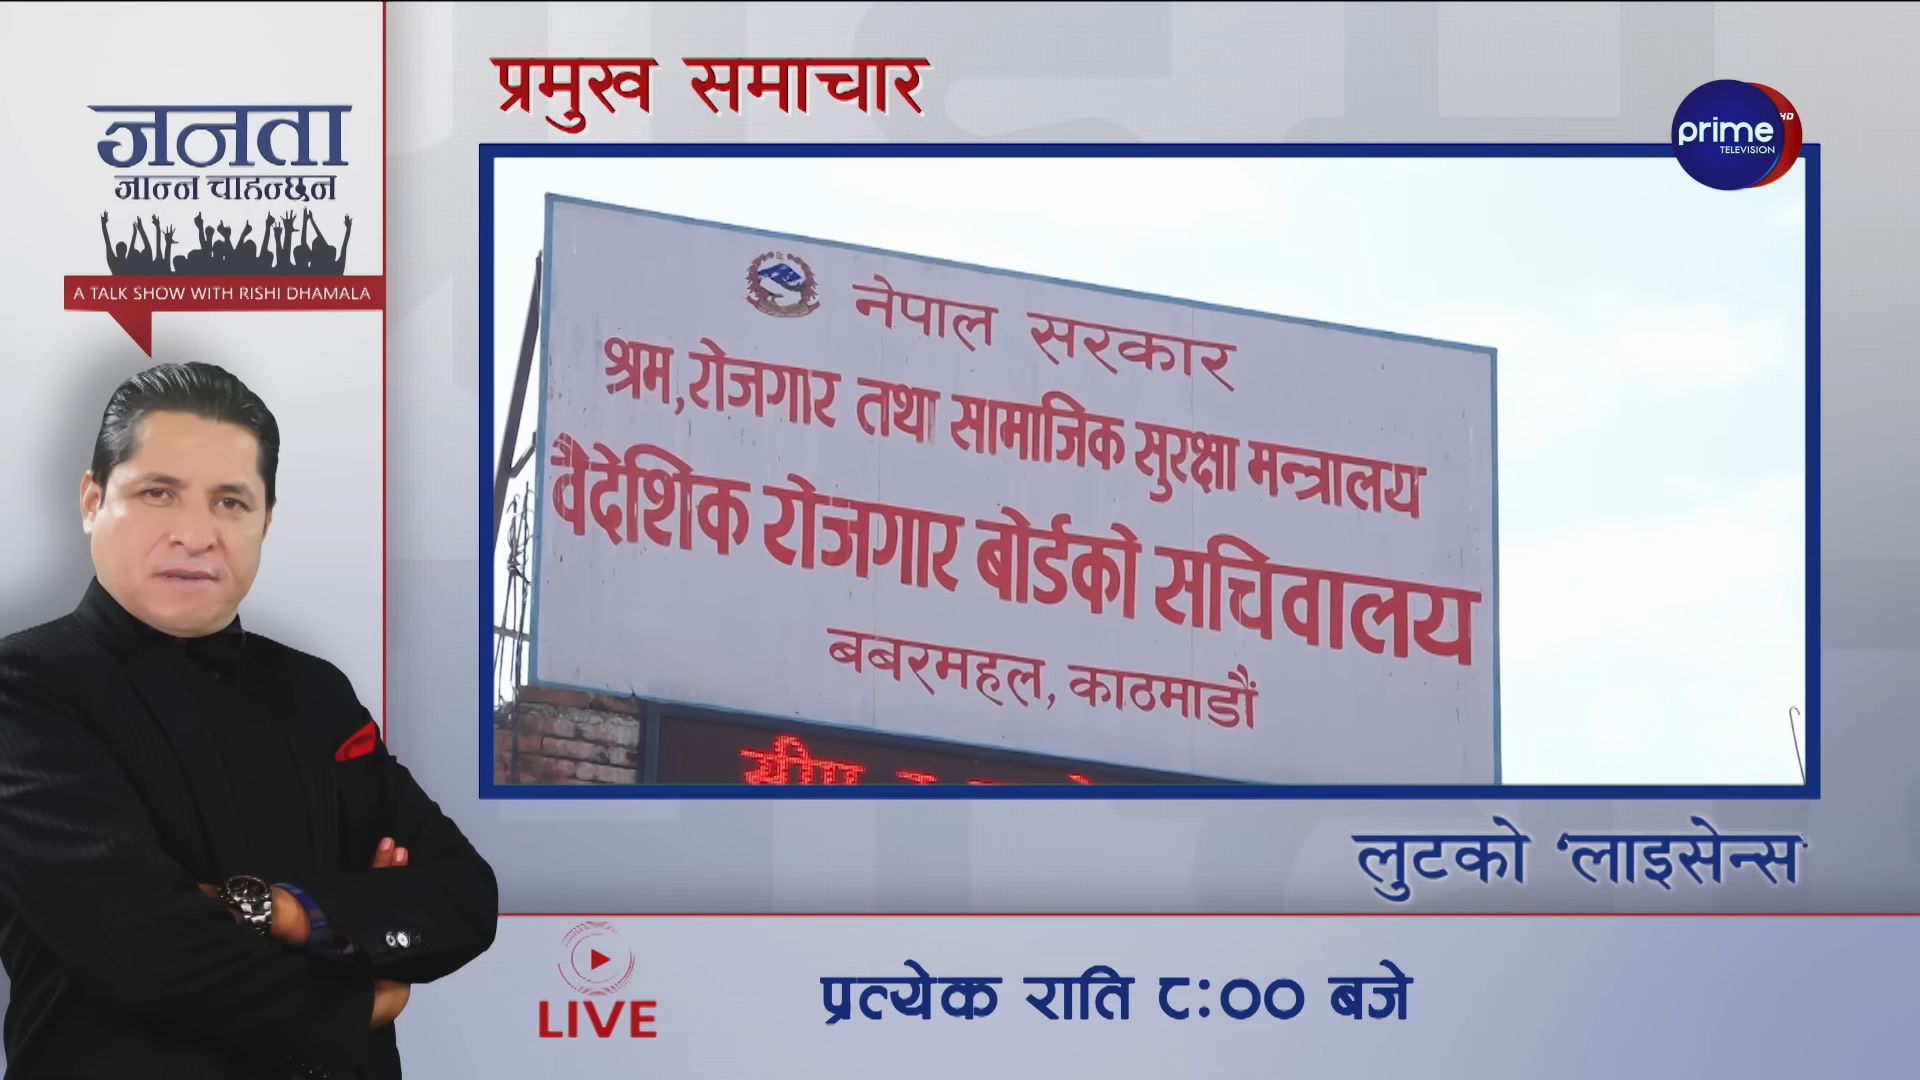 प्रमुख समाचार
जनता
जान्न चाहन्छन्
A TALK SHOW WITH RISHI DHAMALA
prime
HD
TELEVISION
नेपाल सरकार
श्रम, रोजगार तथा सामाजिक सुरक्षा मन्त्रालय
वैदेशिक रोजगार बोर्डको सचिवालय
बबरमहल, काठमाडौं
लुटको ‘लाइसेन्स’
LIVE
प्रत्येक राति ८:०० बजे